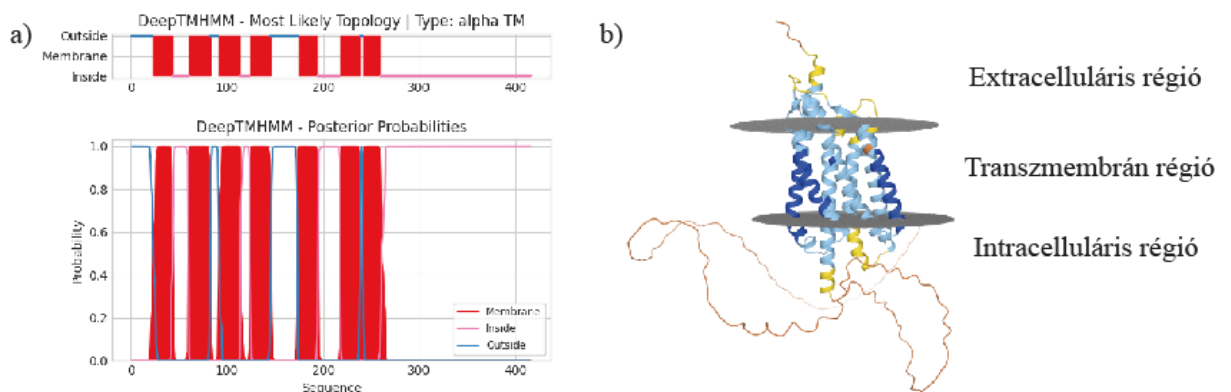 a)
DeepTMHMM - Most Likely Topology | Type: alpha TM
Outside
Membrane
Inside
0 100 200 300 400
DeepTMHMM - Posterior Probabilities
1.0
0.8
0.6
0.4
0.2
0.0
Probability
Membrane
Inside
Outside
0 100 200 300 400
Sequence
b)
Extracelluláris régió
Transzmembrán régió
Intracelluláris régió